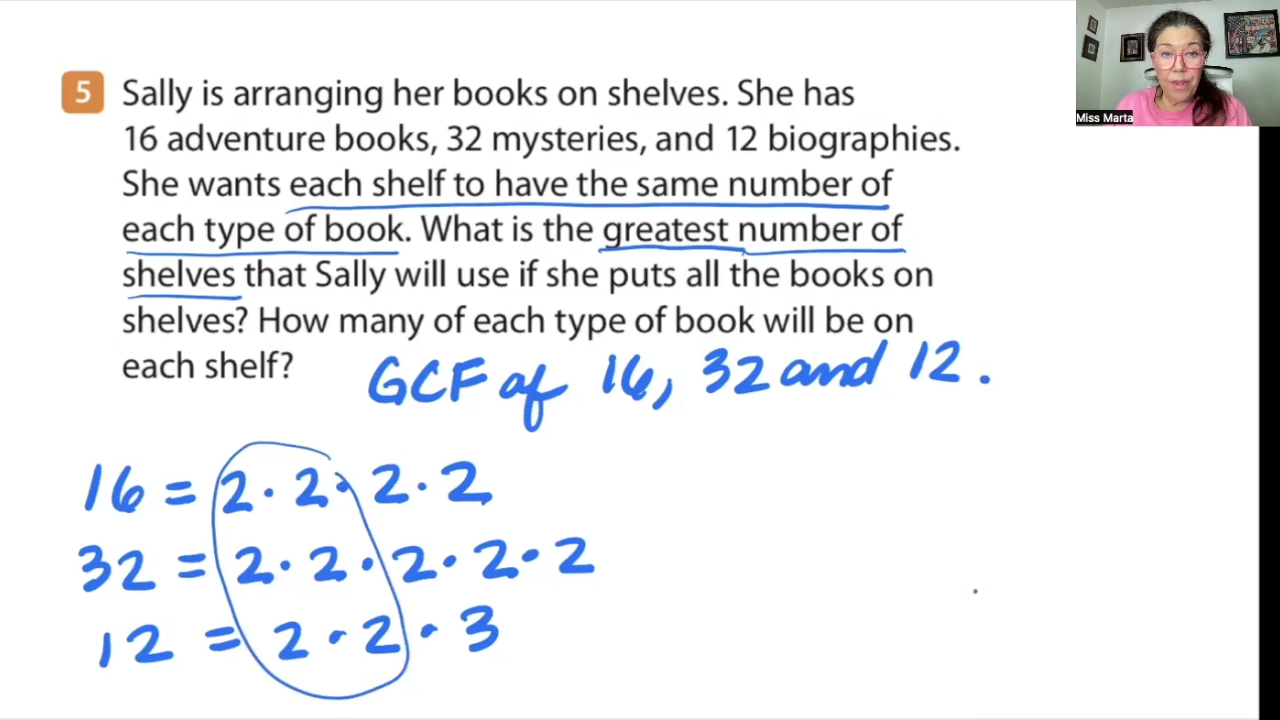 5 Sally is arranging her books on shelves. She has
16 adventure books, 32 mysteries, and 12 biographies.
She wants each shelf to have the same number of
each type of book. What is the greatest number of
shelves that Sally will use if she puts all the books on
shelves? How many of each type of book will be on
each shelf?
GCF of 16, 32 and 12.
16 = 2 · 2 · 2 · 2
32 = 2 · 2 · 2 · 2 · 2
12 = 2 · 2 · 3
Miss Marta